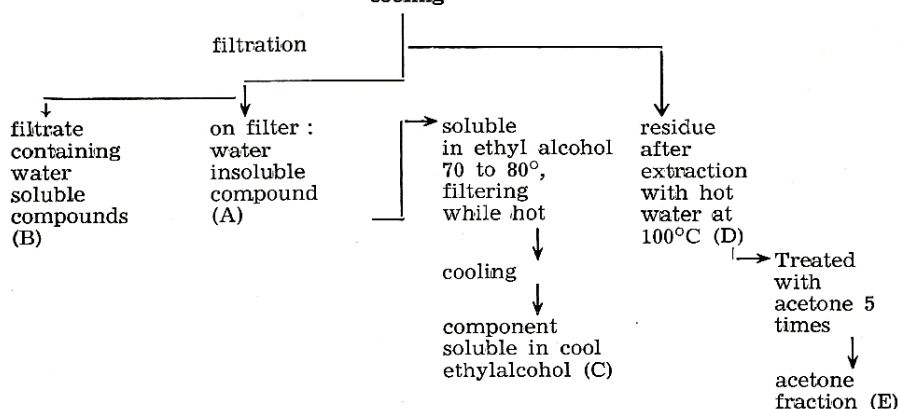 cooling
filtration
filtrate
containing
water
soluble
compounds
(B)
on filter :
water
insoluble
compound
(A)
soluble
in ethyl alcohol
70 to 80°,
filtering
while hot
cooling
component
soluble in cool
ethylalcohol (C)
residue
after
extraction
with hot
water at
100°C (D)
Treated
with
acetone 5
times
acetone
fraction (E)